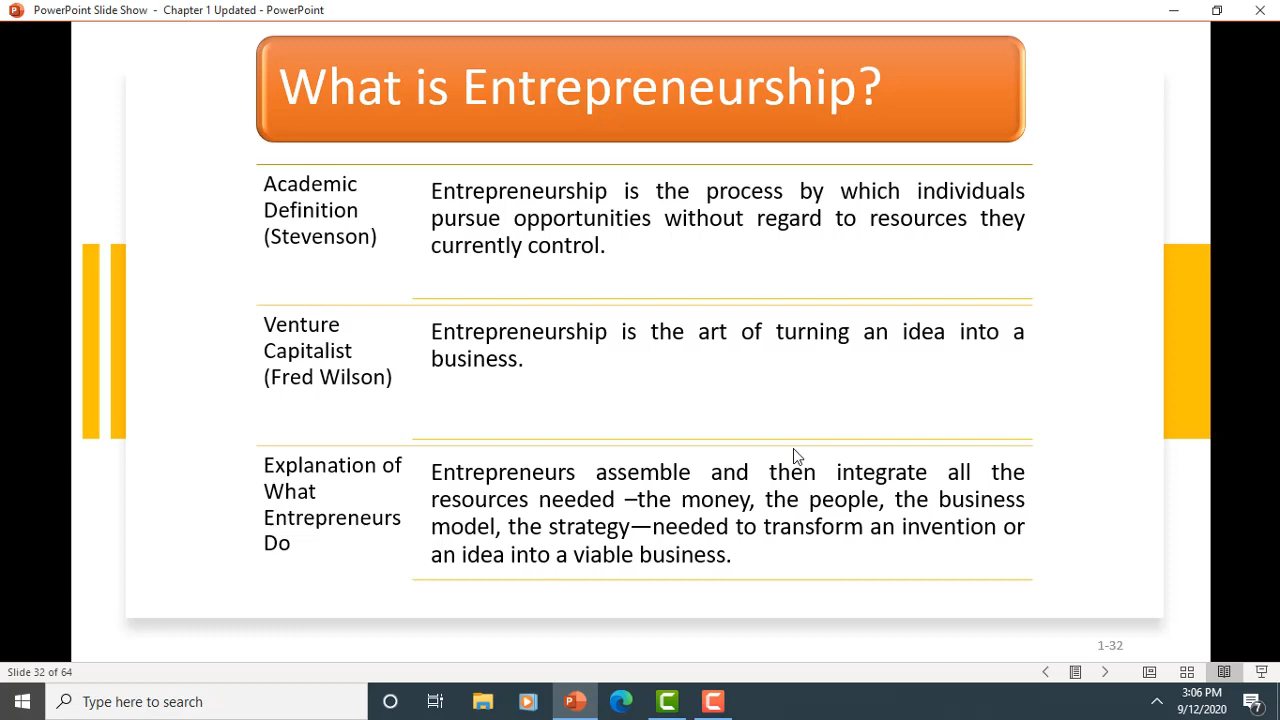 PowerPoint Slide Show - Chapter 1 Updated - PowerPoint
What is Entrepreneurship?
Academic
Definition
(Stevenson)
Entrepreneurship is the process by which individuals
pursue opportunities without regard to resources they
currently control.
Venture
Capitalist
(Fred Wilson)
Entrepreneurship is the art of turning an idea into a
business.
Explanation of
What
Entrepreneurs
Do
Entrepreneurs assemble and then integrate all the
resources needed –the money, the people, the business
model, the strategy—needed to transform an invention or
an idea into a viable business.
1-32
Slide 32 of 64
Type here to search
3:06 PM
9/12/2020
7